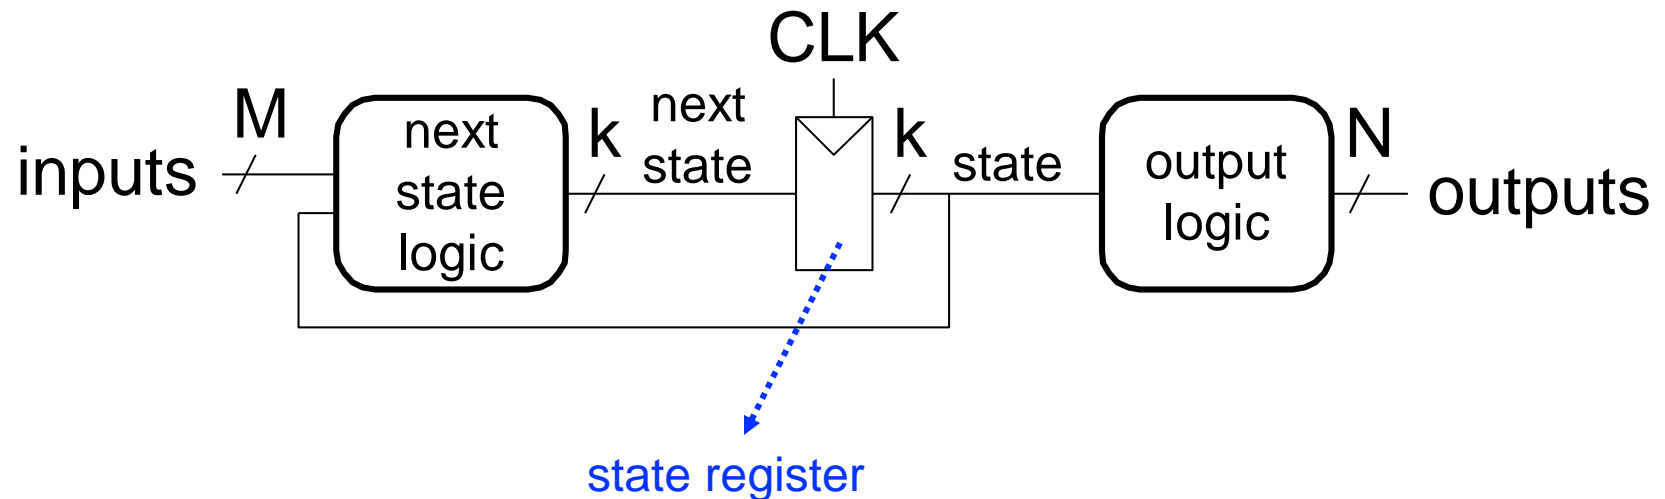 CLK
inputs
M
next
state
logic
k
next
state
k
state
output
logic
N
outputs
state register